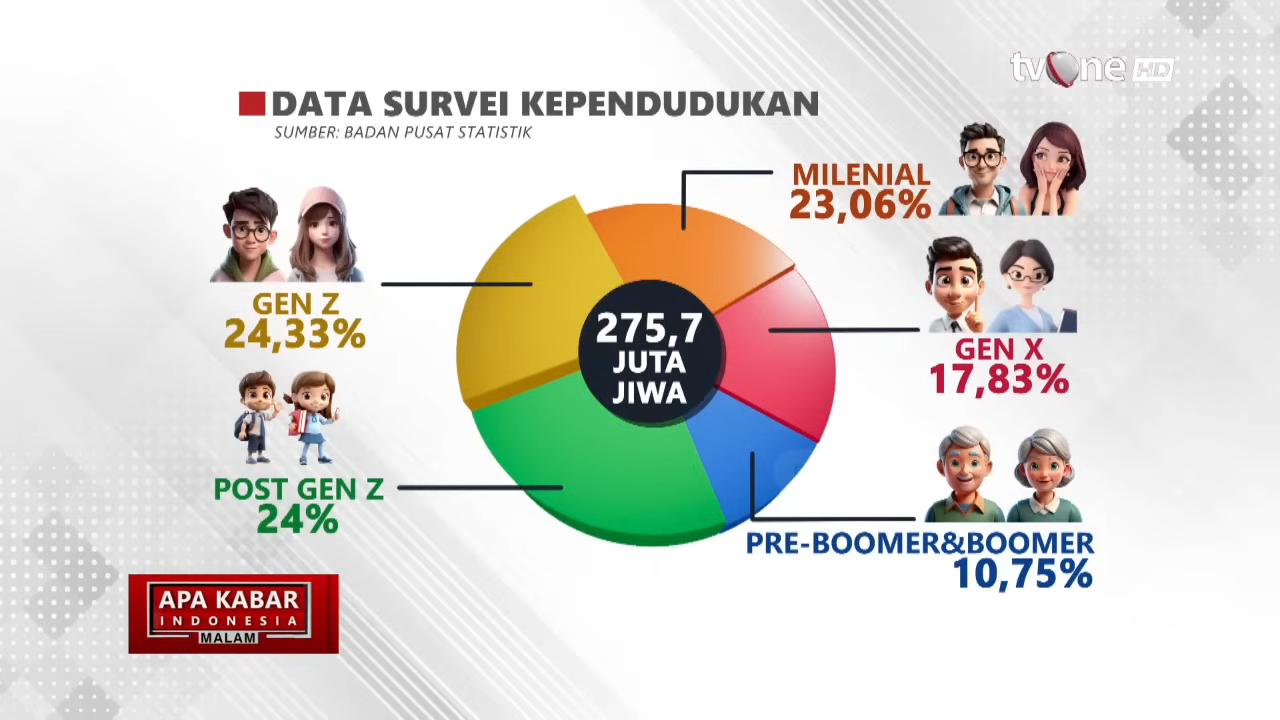 tvOne HD
DATA SURVEI KEPENDUDUKAN
SUMBER: BADAN PUSAT STATISTIK
MILENIAL
23,06%
GEN Z
24,33%
275,7
JUTA
JIWA
GEN X
17,83%
POST GEN Z
24%
PRE-BOOMER&BOOMER
10,75%
APA KABAR
INDONESIA
MALAM